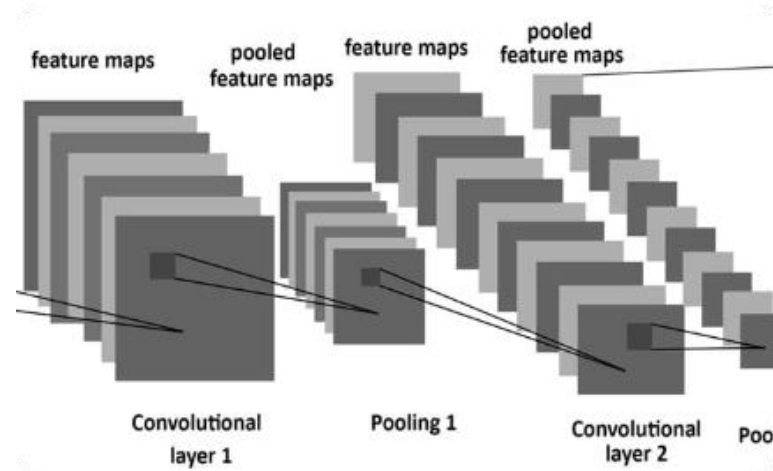 feature maps
pooled
feature maps
feature maps
pooled
feature maps
Convolutional
layer 1
Pooling 1
Convolutional
layer 2